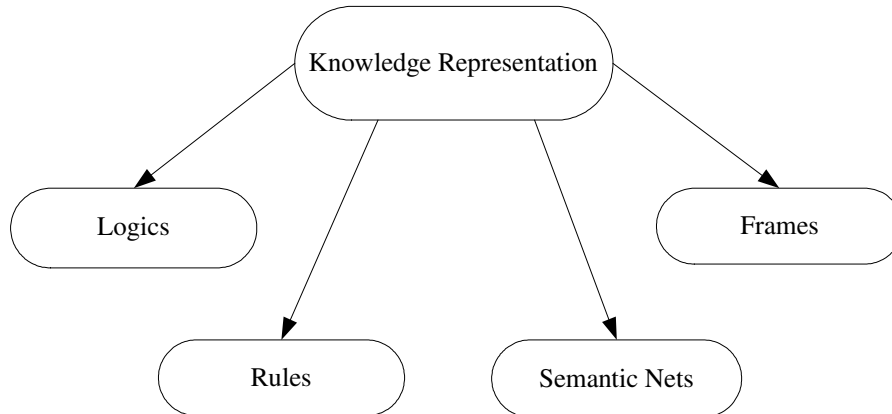 Knowledge Representation
Logics
Frames
Rules
Semantic Nets